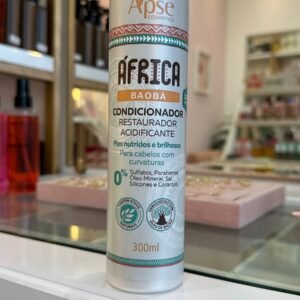 Apse
COSMETICS
ÁFRICA
BAOBÁ
CONDICIONADOR
RESTAURADOR
ACIDIFICANTE
Fios nutridos e brilhosos
Para cabelos com
curvaturas
0% Sulfatos, Parabenos,
Óleo Mineral, Sal,
Silicones e Corantes
300ml